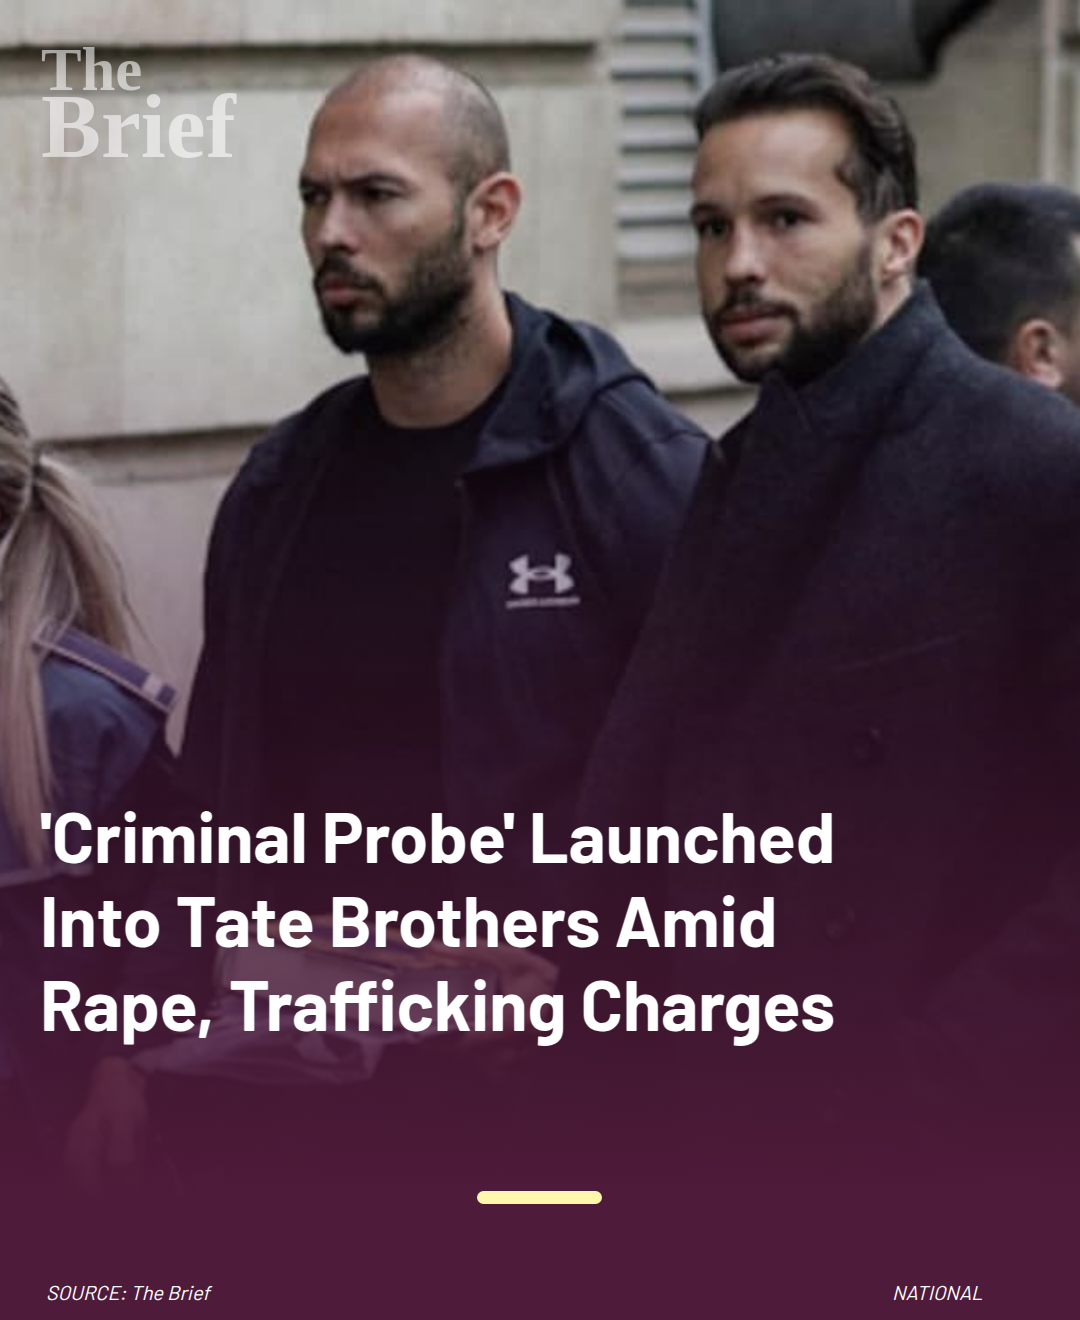 The
Brief
'Criminal Probe' Launched
Into Tate Brothers Amid
Rape, Trafficking Charges
SOURCE: The Brief
NATIONAL